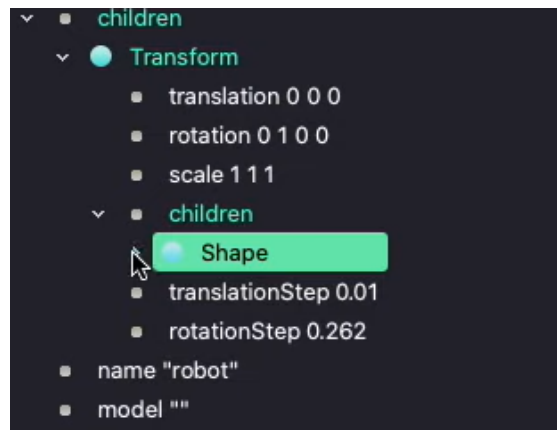 children
Transform
translation 0 0 0
rotation 0 1 0 0
scale 1 1 1
children
Shape
translationStep 0.01
rotationStep 0.262
name "robot"
model ""